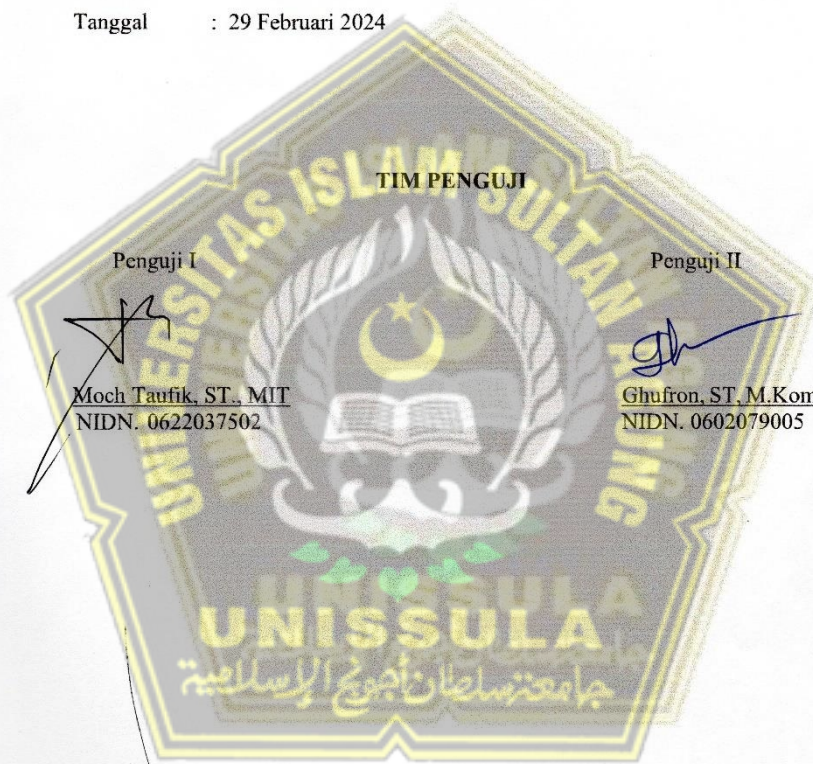 Tanggal : 29 Februari 2024
UNIVERSITAS ISLAM SULTAN AGUNG
TIM PENGUJI
Penguji I Penguji II
Moch Taufik, ST., MIT Ghufron, ST, M.Kom
NIDN. 0622037502 NIDN. 0602079005
UNISSULA
جامعة سلطان أجونج الإسلامية